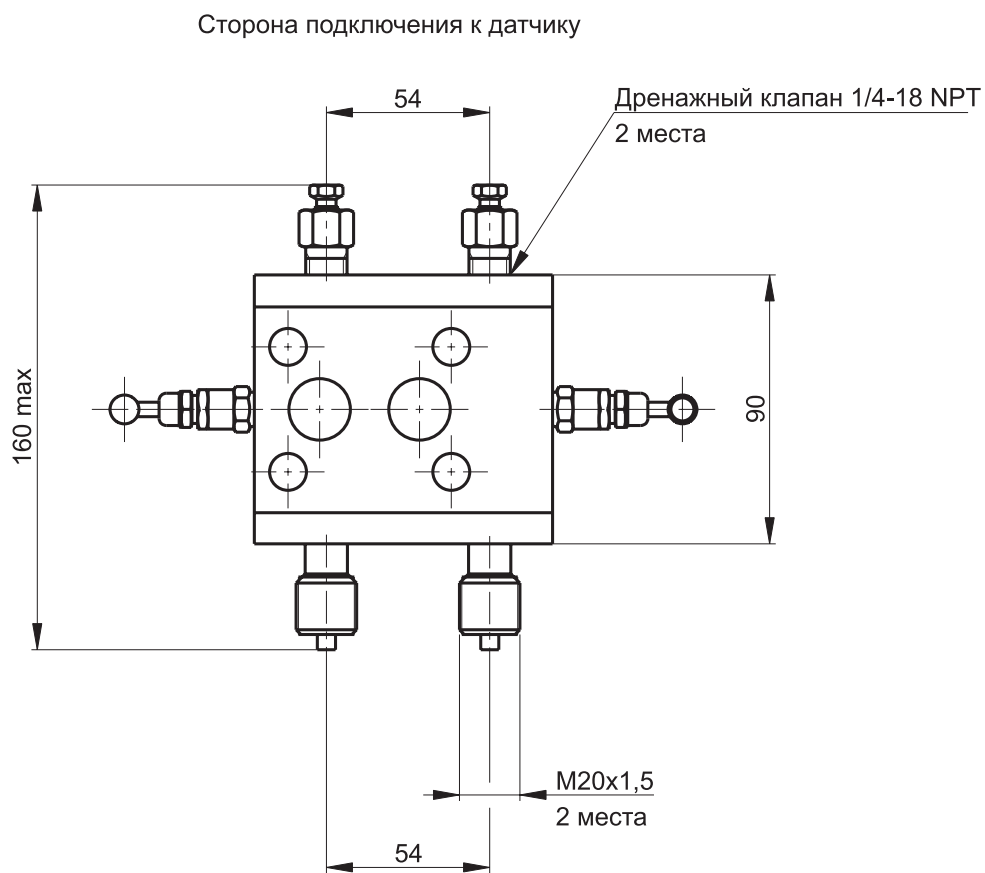 Сторона подключения к датчику
54
Дренажный клапан 1/4-18 NPT
2 места
160 max
90
M20x1,5
2 места
54